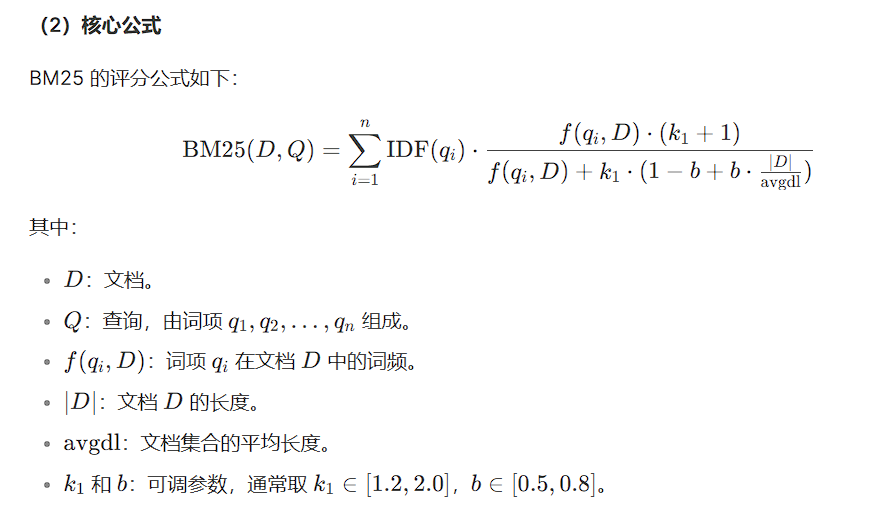 （2）核心公式
BM25 的评分公式如下：
$$\text{BM25}(D, Q) = \sum_{i=1}^{n} \text{IDF}(q_i) \cdot \frac{f(q_i, D) \cdot (k_1 + 1)}{f(q_i, D) + k_1 \cdot (1 - b + b \cdot \frac{|D|}{\text{avgdl}})}$$
其中：
• $D$：文档。
• $Q$：查询，由词项 $q_1, q_2, \ldots, q_n$ 组成。
• $f(q_i, D)$：词项 $q_i$ 在文档 $D$ 中的词频。
• $|D|$：文档 $D$ 的长度。
• $\text{avgdl}$：文档集合的平均长度。
• $k_1$ 和 $b$：可调参数，通常取 $k_1 \in [1.2, 2.0]$，$b \in [0.5, 0.8]$。